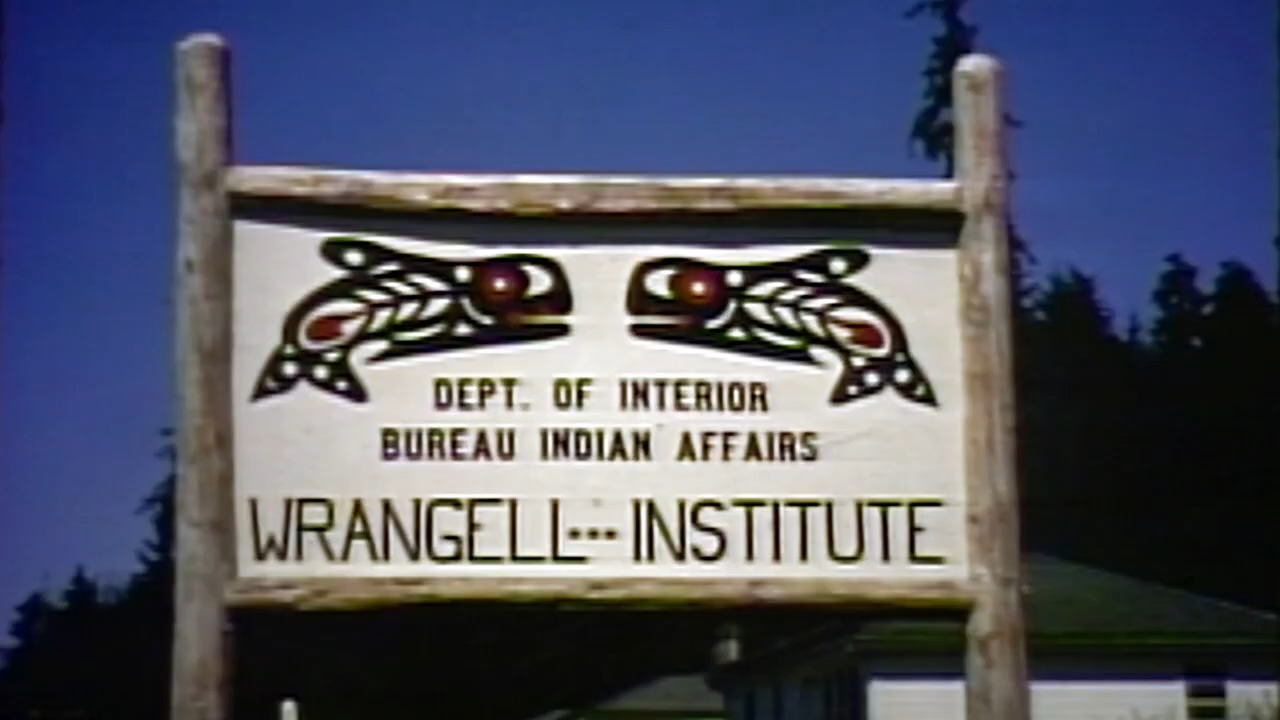 DEPT. OF INTERIOR
BUREAU INDIAN AFFAIRS
WRANGELL••• INSTITUTE